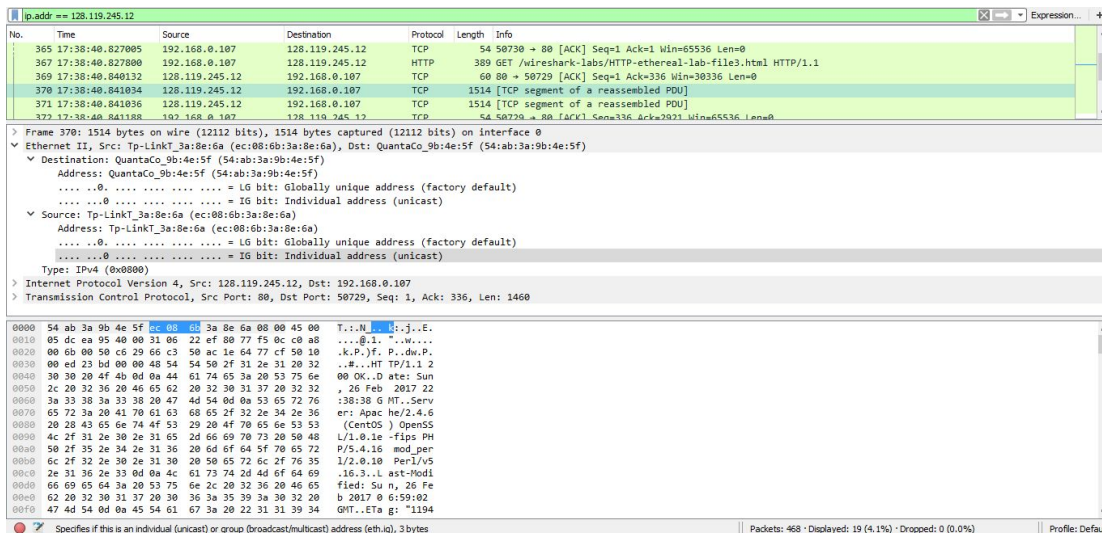 ip.addr == 128.119.245.12 Expression... +
No. Time Source Destination Protocol Length Info
365 17:38:40.827005 192.168.0.107 128.119.245.12 TCP 54 50730 → 80 [ACK] Seq=1 Ack=1 Win=65536 Len=0
367 17:38:40.827800 192.168.0.107 128.119.245.12 HTTP 389 GET /wireshark-labs/HTTP-ethereal-lab-file3.html HTTP/1.1
369 17:38:40.840132 128.119.245.12 192.168.0.107 TCP 60 80 → 50729 [ACK] Seq=1 Ack=336 Win=30336 Len=0
370 17:38:40.841034 128.119.245.12 192.168.0.107 TCP 1514 [TCP segment of a reassembled PDU]
371 17:38:40.841036 128.119.245.12 192.168.0.107 TCP 1514 [TCP segment of a reassembled PDU]
372 17:38:40.841188 192.168.0.107 128.119.245.12 TCP 54 50729 → 80 [ACK] Seq=336 Ack=2921 Win=65536 Len=0
> Frame 370: 1514 bytes on wire (12112 bits), 1514 bytes captured (12112 bits) on interface 0
Ethernet II, Src: Tp-LinkT_3a:8e:6a (ec:08:6b:3a:8e:6a), Dst: QuantaCo_9b:4e:5f (54:ab:3a:9b:4e:5f)
Destination: QuantaCo_9b:4e:5f (54:ab:3a:9b:4e:5f)
Address: QuantaCo_9b:4e:5f (54:ab:3a:9b:4e:5f)
.... ..0. .... .... .... .... = LG bit: Globally unique address (factory default)
.... ...0 .... .... .... .... = IG bit: Individual address (unicast)
Source: Tp-LinkT_3a:8e:6a (ec:08:6b:3a:8e:6a)
Address: Tp-LinkT_3a:8e:6a (ec:08:6b:3a:8e:6a)
.... ..0. .... .... .... .... = LG bit: Globally unique address (factory default)
.... ...0 .... .... .... .... = IG bit: Individual address (unicast)
Type: IPv4 (0x0800)
> Internet Protocol Version 4, Src: 128.119.245.12, Dst: 192.168.0.107
> Transmission Control Protocol, Src Port: 80, Dst Port: 50729, Seq: 1, Ack: 336, Len: 1460
0000 54 ab 3a 9b 4e 5f ec 08 6b 3a 8e 6a 08 00 45 00 T.:.N_.. k:.j..E.
0010 05 dc ea 95 40 00 31 06 22 ef 80 77 f5 0c c0 a8 ....@.1. "..w....
0020 00 6b 00 50 c6 29 66 c3 50 ac 1e 64 77 cf 50 10 .k.P.)f. P..dw.P.
0030 00 ed 23 bd 00 00 48 54 54 50 2f 31 2e 31 20 32 ..#...HT TP/1.1 2
0040 30 30 20 4f 4b 0d 0a 44 61 74 65 3a 20 53 75 6e 00 OK..D ate: Sun
0050 2c 20 32 36 20 46 65 62 20 32 30 31 37 20 32 32 , 26 Feb 2017 22
0060 3a 33 38 3a 33 38 20 47 4d 54 0d 0a 53 65 72 76 :38:38 G MT..Serv
0070 65 72 3a 20 41 70 61 63 68 65 2f 32 2e 34 2e 36 er: Apac he/2.4.6
0080 20 28 43 65 6e 74 4f 53 29 20 4f 70 65 6e 53 53 (CentOS ) OpenSS
0090 4c 2f 31 2e 30 2e 31 65 2d 66 69 70 73 20 50 48 L/1.0.1e -fips PH
00a0 50 2f 35 2e 34 2e 31 36 20 6d 6f 64 5f 70 65 72 P/5.4.16 mod_per
00b0 6c 2f 32 2e 30 2e 31 30 20 50 65 72 6c 2f 76 35 l/2.0.10 Perl/v5
00c0 2e 31 36 2e 33 0d 0a 4c 61 73 74 2d 4d 6f 64 69 .16.3..L ast-Modi
00d0 66 69 65 64 3a 20 53 75 6e 2c 20 32 36 20 46 65 fied: Su n, 26 Fe
00e0 62 20 32 30 31 37 20 30 36 3a 35 39 3a 30 32 20 b 2017 0 6:59:02
00f0 47 4d 54 0d 0a 45 54 61 67 3a 20 22 31 31 39 34 GMT..ETa g: "1194
Specifies if this is an individual (unicast) or group (broadcast/multicast) address (eth.ig), 3 bytes Packets: 468 · Displayed: 19 (4.1%) · Dropped: 0 (0.0%) Profile: Defau